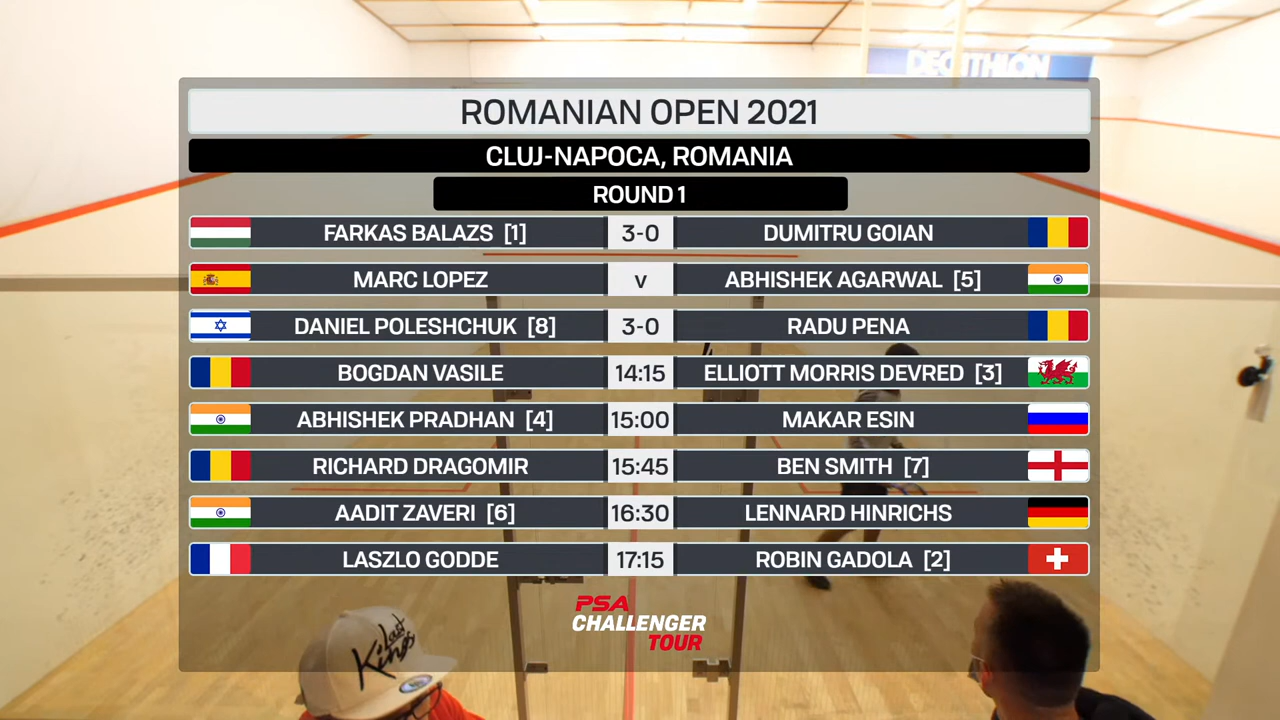 DECATHLON
ROMANIAN OPEN 2021
CLUJ-NAPOCA, ROMANIA
ROUND 1
FARKAS BALAZS [1] 3-0 DUMITRU GOIAN
MARC LOPEZ v ABHISHEK AGARWAL [5]
DANIEL POLESHCHUK [8] 3-0 RADU PENA
BOGDAN VASILE 14:15 ELLIOTT MORRIS DEVRED [3]
ABHISHEK PRADHAN [4] 15:00 MAKAR ESIN
RICHARD DRAGOMIR 15:45 BEN SMITH [7]
AADIT ZAVERI [6] 16:30 LENNARD HINRICHS
LASZLO GODDE 17:15 ROBIN GADOLA [2]
PSA
CHALLENGER
TOUR
Last
Kings